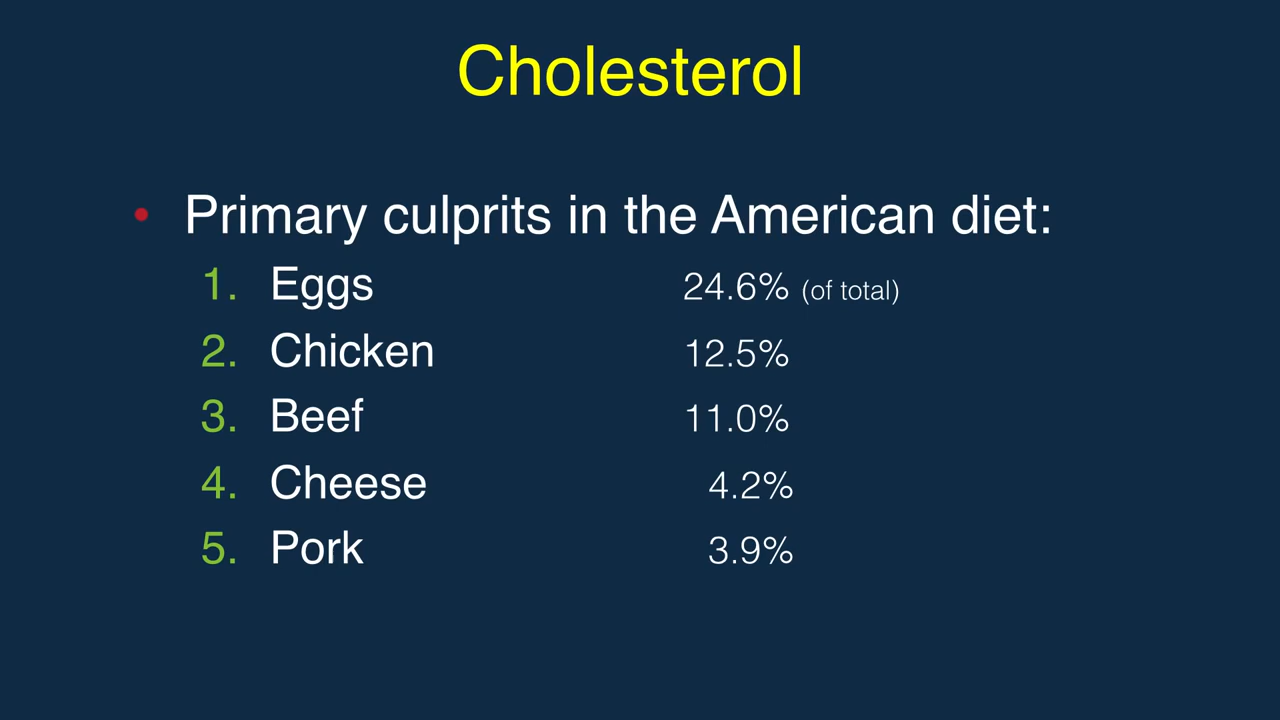 Cholesterol
• Primary culprits in the American diet:
1. Eggs 24.6% (of total)
2. Chicken 12.5%
3. Beef 11.0%
4. Cheese 4.2%
5. Pork 3.9%